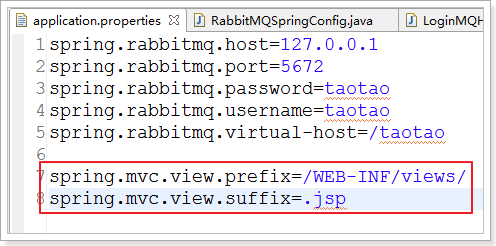 application.properties RabbitMQSpringConfig.java LoginMQH
1 spring.rabbitmq.host=127.0.0.1
2 spring.rabbitmq.port=5672
3 spring.rabbitmq.password=taotao
4 spring.rabbitmq.username=taotao
5 spring.rabbitmq.virtual-host=/taotao
6
7 spring.mvc.view.prefix=/WEB-INF/views/
8 spring.mvc.view.suffix=.jsp